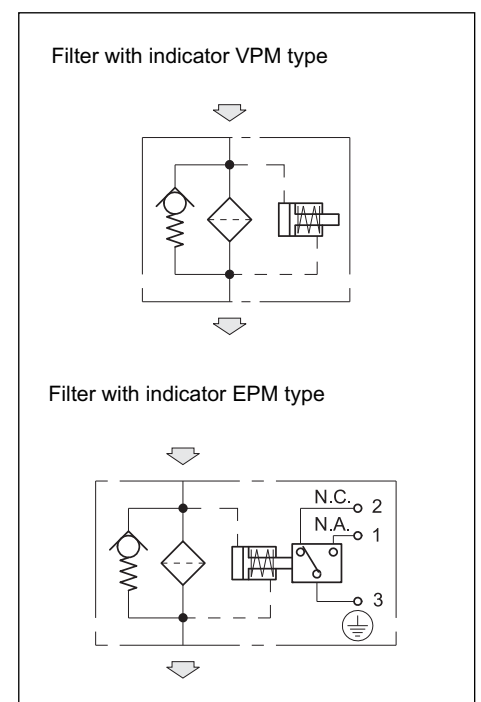 Filter with indicator VPM type
Filter with indicator EPM type
N.C. 2
N.A. 1
3